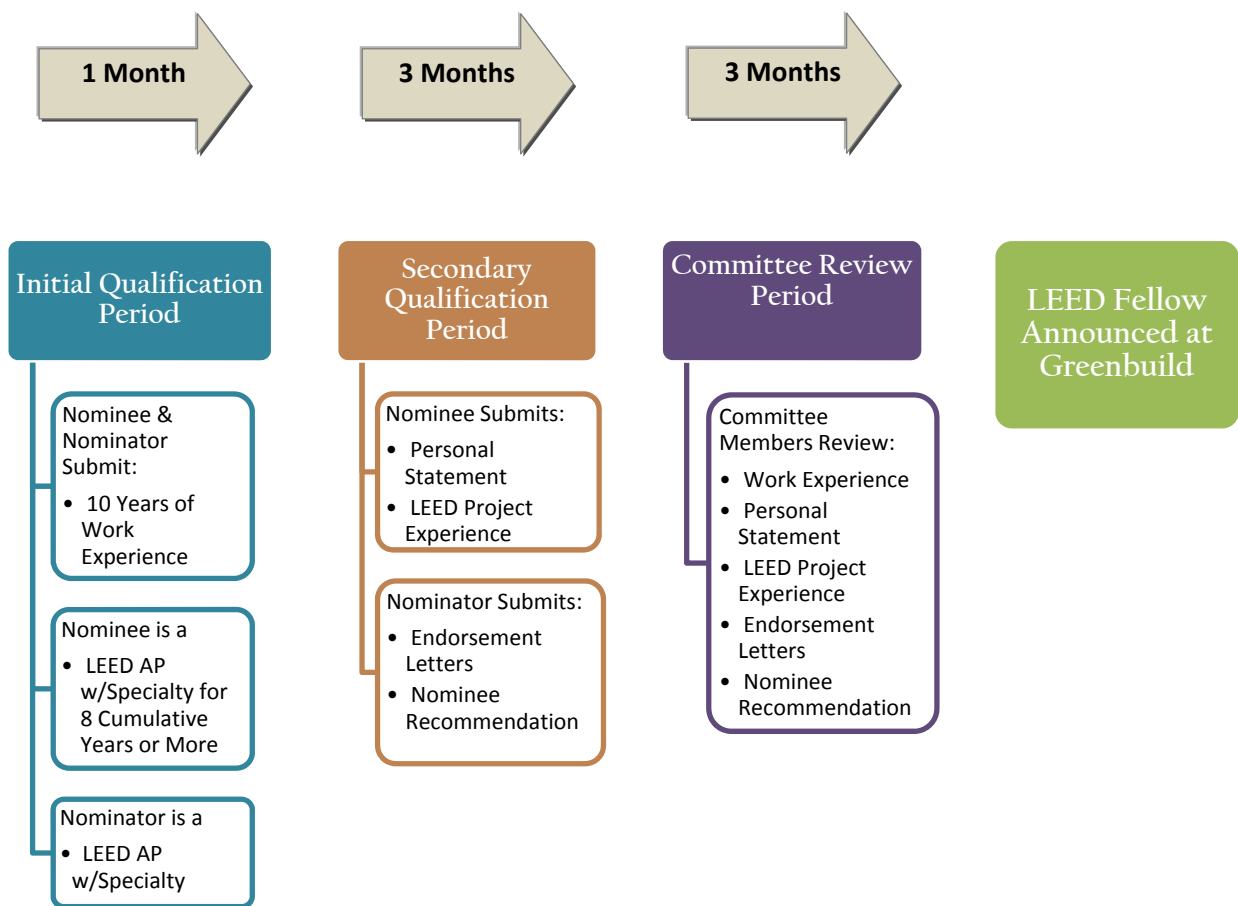 1 Month
3 Months
3 Months
Initial Qualification
Period
Nominee &
Nominator
Submit:
• 10 Years of
Work
Experience
Nominee is a
• LEED AP
w/Specialty for
8 Cumulative
Years or More
Nominator is a
• LEED AP
w/Specialty
Secondary
Qualification
Period
Nominee Submits:
• Personal
Statement
• LEED Project
Experience
Nominator Submits:
• Endorsement
Letters
• Nominee
Recommendation
Committee Review
Period
Committee
Members Review:
• Work Experience
• Personal
Statement
• LEED Project
Experience
• Endorsement
Letters
• Nominee
Recommendation
LEED Fellow
Announced at
Greenbuild